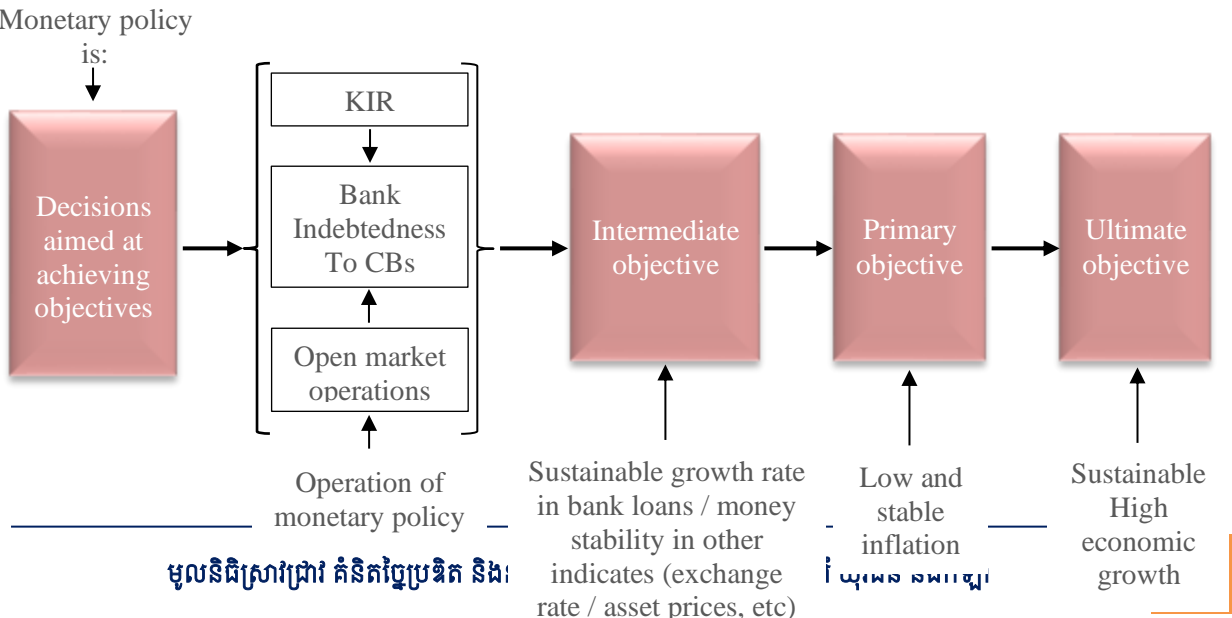 Monetary policy
is:
KIR
Bank
Indebtedness
To CBs
Open market
operations
Operation of
monetary policy
Decisions
aimed at
achieving
objectives
Intermediate
objective
Primary
objective
Ultimate
objective
Sustainable growth rate
in bank loans / money
stability in other
indicates (exchange
rate / asset prices, etc)
Low and
stable
inflation
Sustainable
High
economic
growth
មូលនិធិស្រាវជ្រាវ គំនិតច្នៃប្រឌិត និង